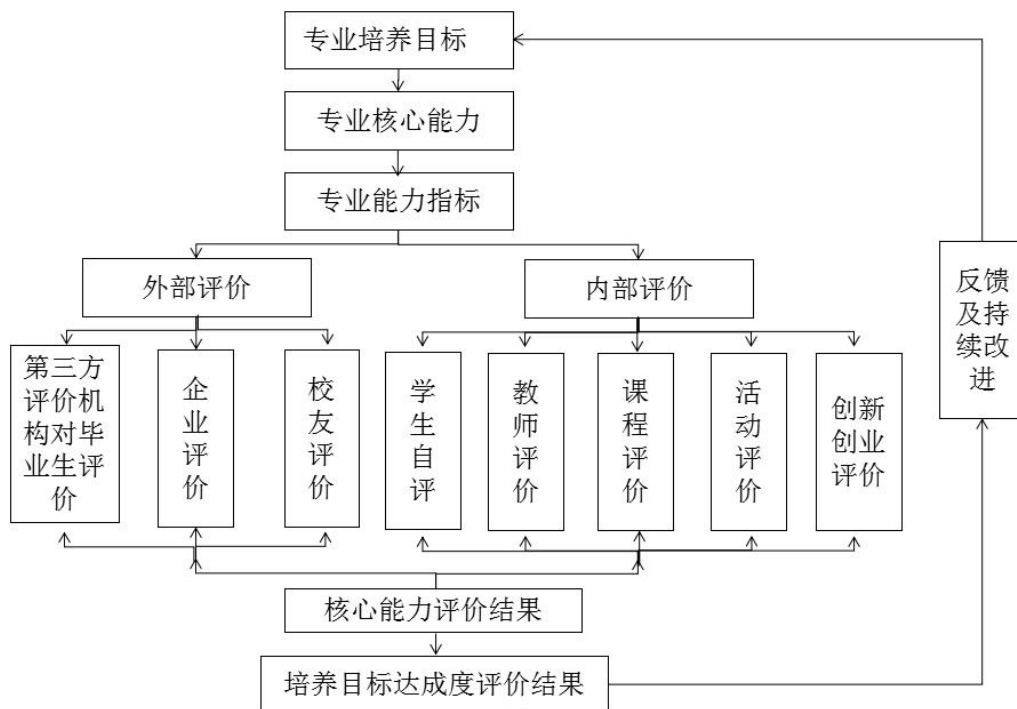 专业培养目标
专业核心能力
专业能力指标
外部评价
内部评价
第三方
评价机
构对毕
业生评
价
企
业
评
价
校
友
评
价
学
生
自
评
教
师
评
价
课
程
评
价
活
动
评
价
创新
创业
评价
反馈
及持
续改
进
核心能力评价结果
培养目标达成度评价结果